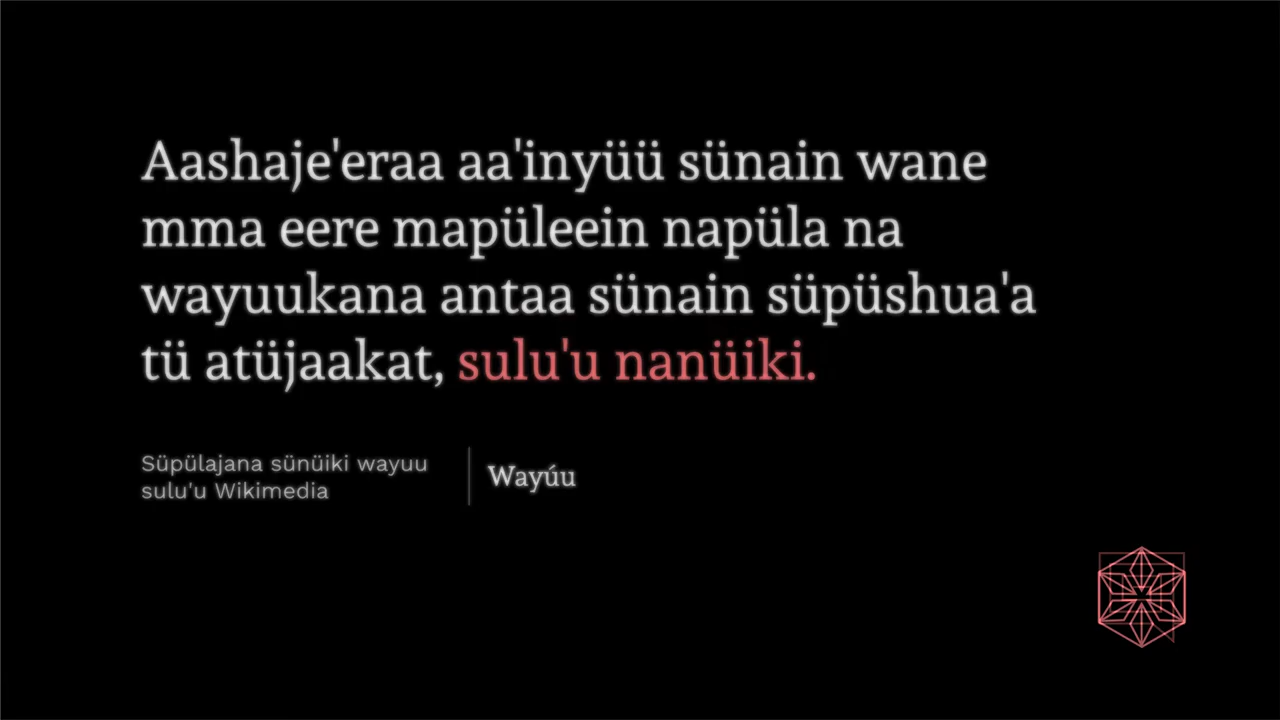 Aashaje'eraa aa'inyüü sünain wane
mma eere mapüleein napüla na
wayuukana antaa sünain süpüshua'a
tü atüjaakat, sulu'u nanüiki.
Süpülajana sünüiki wayuu
sulu'u Wikimedia
Wayúu